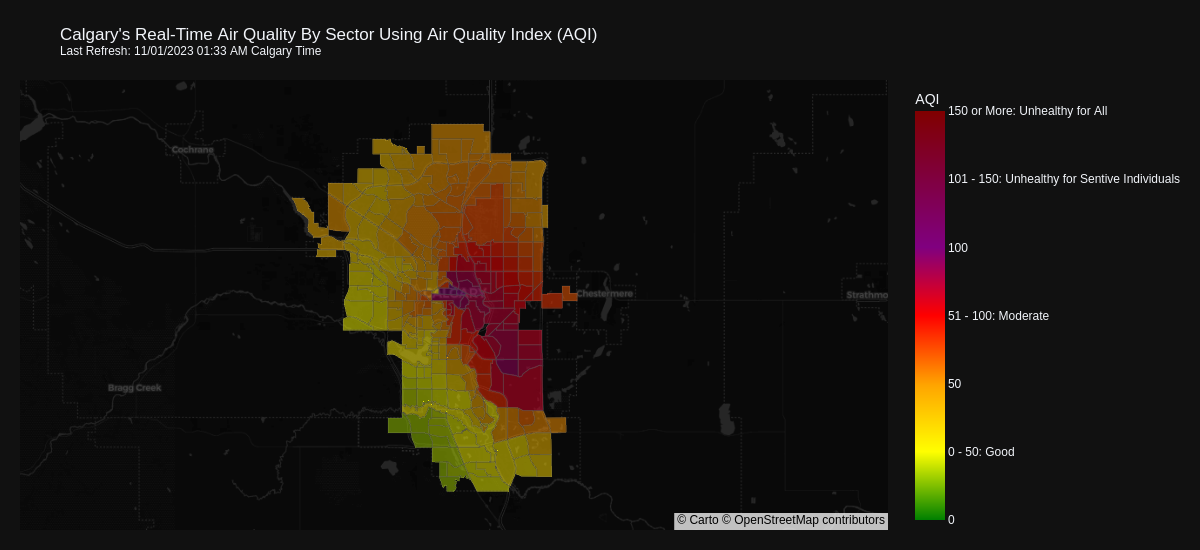 Calgary's Real-Time Air Quality By Sector Using Air Quality Index (AQI)
Last Refresh: 11/01/2023 01:33 AM Calgary Time
AQI
150 or More: Unhealthy for All
Cochrane
101 - 150: Unhealthy for Sentive Individuals
100
Chestermere
Strathmo
51 - 100: Moderate
50
Bragg Creek
0 - 50: Good
0
© Carto © OpenStreetMap contributors